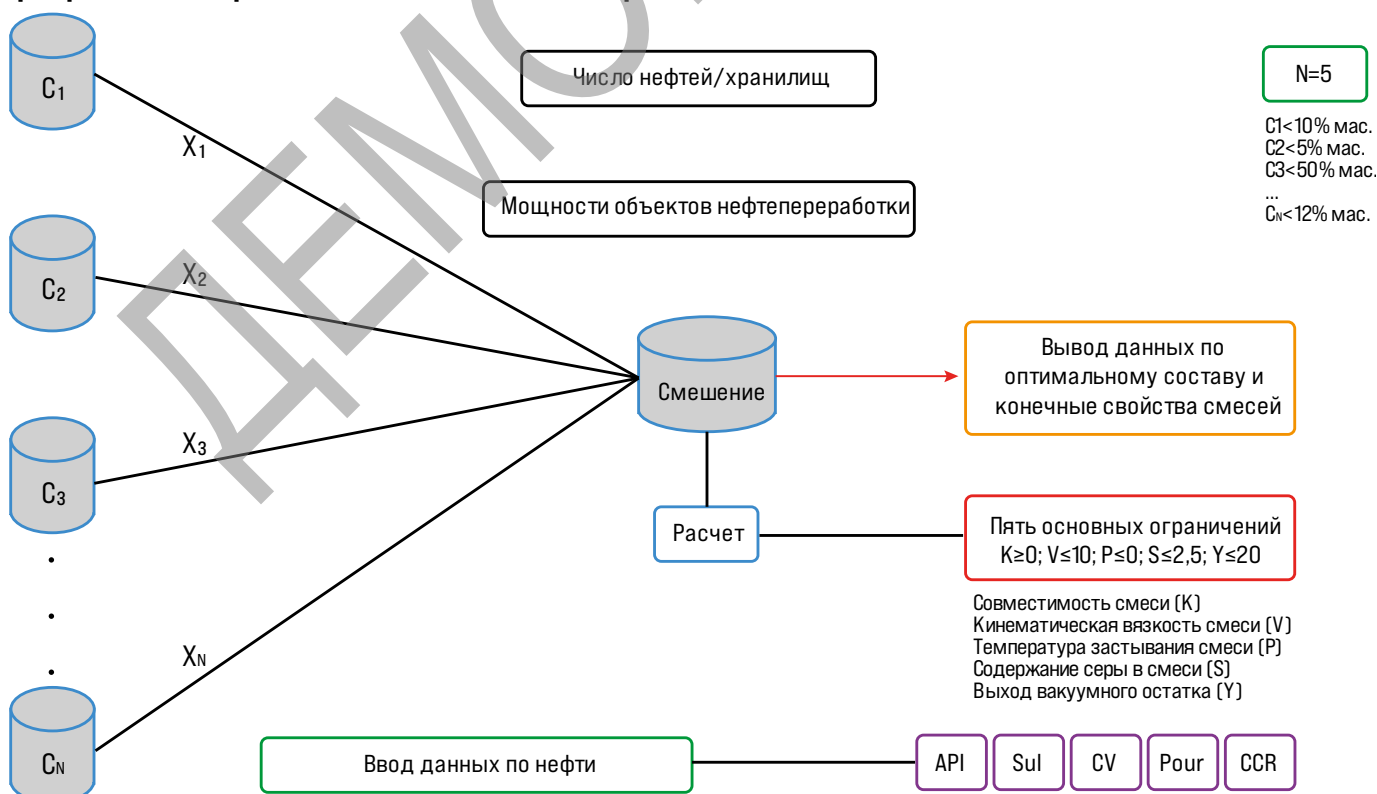 C1
Число нефтей/хранилищ
N=5
C1<10% мас.
C2<5% мас.
C3<50% мас.
...
CN<12% мас.
X1
Мощности объектов нефтепереработки
C2
X2
Смешение
Вывод данных по
оптимальному составу и
конечные свойства смесей
C3
X3
Расчет
Пять основных ограничений
K≥0; V≤10; P≤0; S≤2,5; Y≤20
Совместимость смеси (K)
Кинематическая вязкость смеси (V)
Температура застывания смеси (P)
Содержание серы в смеси (S)
Выход вакуумного остатка (Y)
XN
CN
Ввод данных по нефти
API
Sul
CV
Pour
CCR